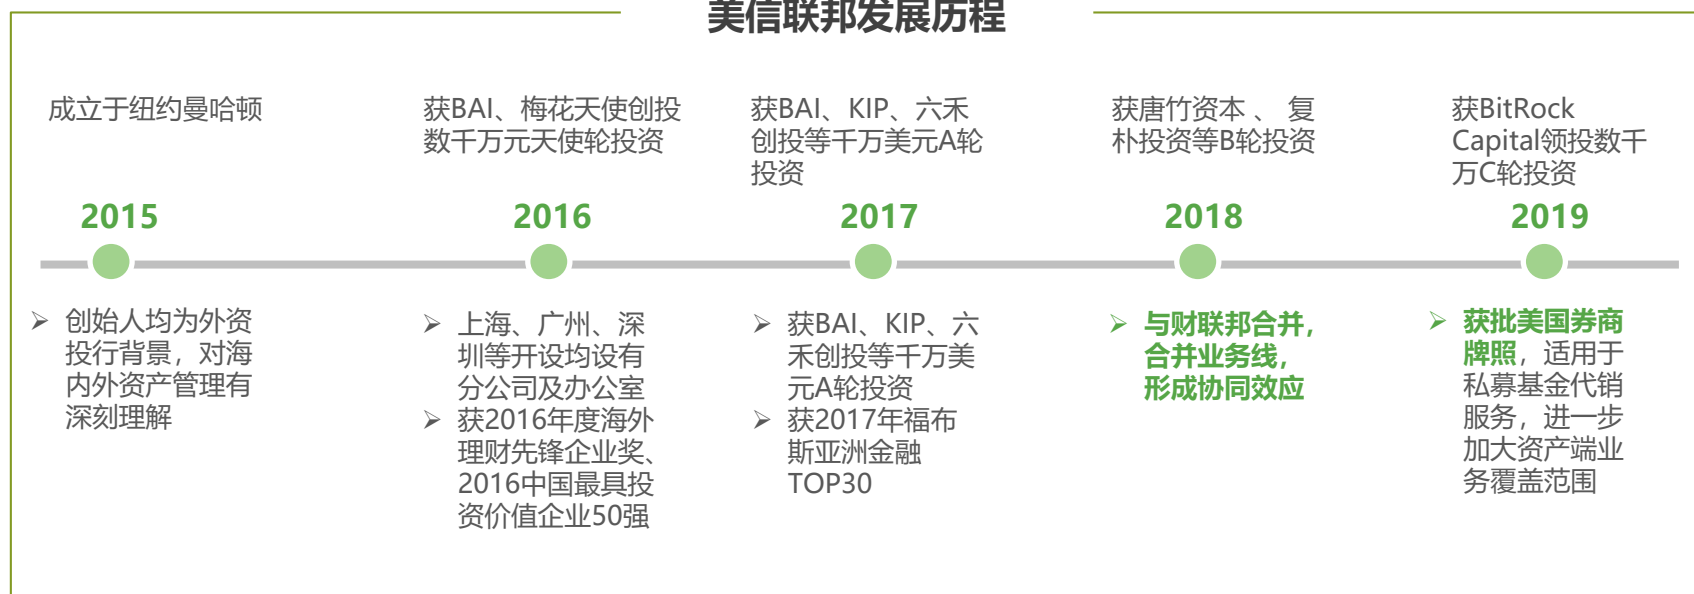 美信联邦发展历程
成立于纽约曼哈顿
2015
➢ 创始人均为外资
投行背景，对海
内外资产管理有
深刻理解
获BAI、梅花天使创投
数千万元天使轮投资
2016
➢ 上海、广州、深
圳等开设均设有
分公司及办公室
➢ 获2016年度海外
理财先锋企业奖、
2016中国最具投
资价值企业50强
获BAI、KIP、六禾
创投等千万美元A轮
投资
2017
➢ 获BAI、KIP、六
禾创投等千万美
元A轮投资
➢ 获2017年福布
斯亚洲金融
TOP30
获唐竹资本 、 复
朴投资等B轮投资
2018
➢ 与财联邦合并，
合并业务线，
形成协同效应
获BitRock
Capital领投数千
万C轮投资
2019
➢ 获批美国券商
牌照，适用于
私募基金代销
服务，进一步
加大资产端业
务覆盖范围